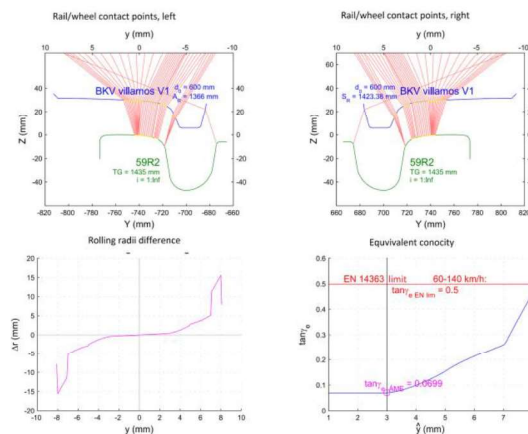 Rail/wheel contact points, left
y (mm)
10 5 0 -5 -10
BKV villamos V1
d0 = 600 mm
Aw = 1366 mm
Z (mm)
60
40
20
0
-20
-40
59R2
TG = 1435 mm
i = 1:Inf
-820 -800 -780 -760 -740 -720 -700 -680 -660
Y (mm)
Rail/wheel contact points, right
y (mm)
-10 -5 0 5 10
BKV villamos V1
d0 = 600 mm
Sw = 1423.36 mm
Z (mm)
60
40
20
0
-20
-40
59R2
TG = 1435 mm
i = 1:Inf
660 680 700 720 740 760 780 800 820
Y (mm)
Rolling radii difference
Δr (mm)
20
15
10
5
0
-5
-10
-15
-10 -8 -6 -4 -2 0 2 4 6 8 10
y (mm)
Equvivalent conocity
tanγe
0.6
0.5
0.4
0.3
0.2
0.1
0
EN 14363 limit 60-140 km/h:
tanγe EN lim = 0.5
tanγe ÁME = 0.0699
1 2 3 4 5 6 7
ŷ (mm)